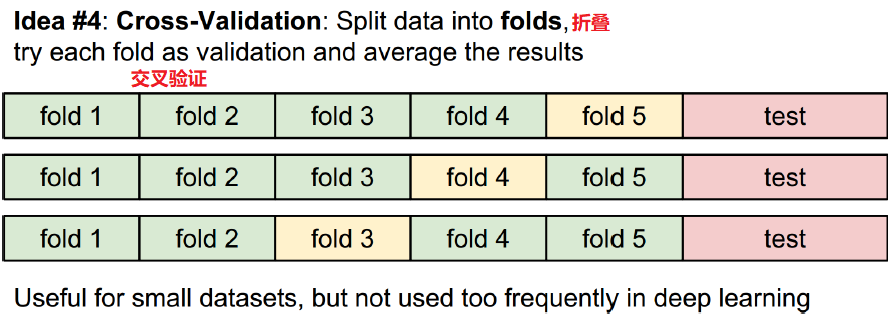 Idea #4: Cross-Validation: Split data into folds, 折叠
try each fold as validation and average the results
交叉验证
fold 1 fold 2 fold 3 fold 4 fold 5 test
fold 1 fold 2 fold 3 fold 4 fold 5 test
fold 1 fold 2 fold 3 fold 4 fold 5 test
Useful for small datasets, but not used too frequently in deep learning